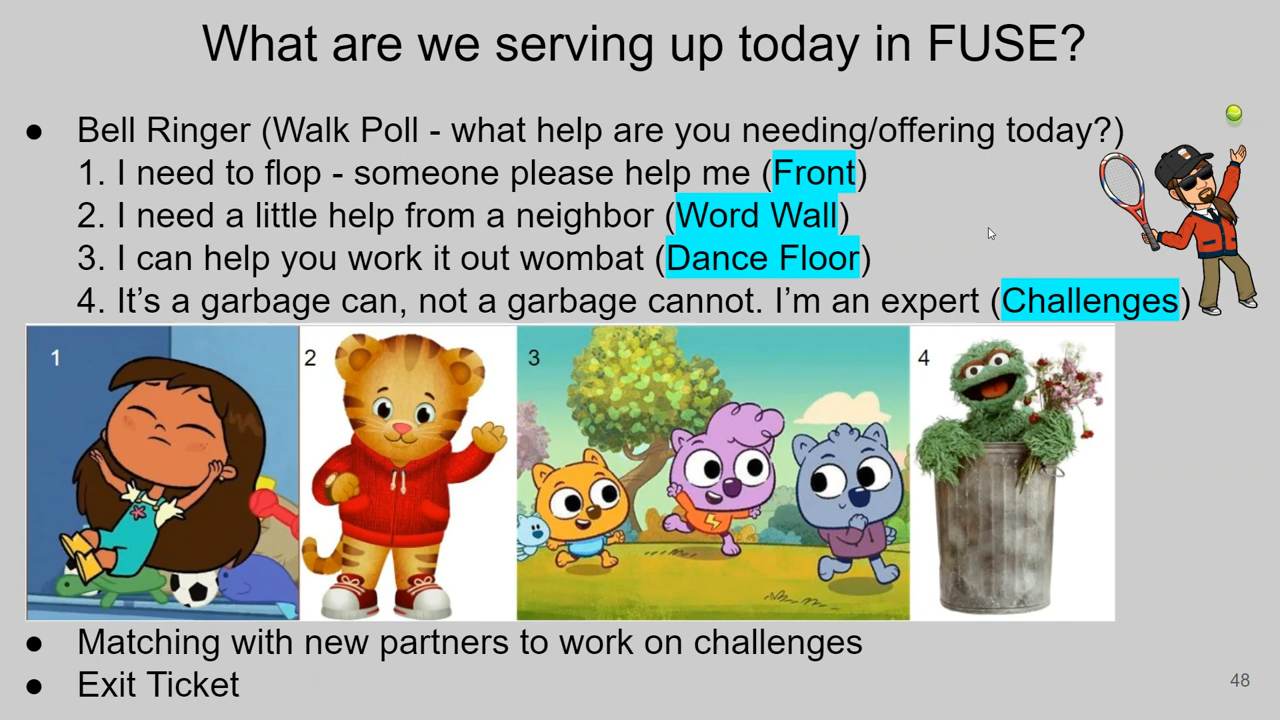 What are we serving up today in FUSE?
● Bell Ringer (Walk Poll - what help are you needing/offering today?)
1. I need to flop - someone please help me (Front)
2. I need a little help from a neighbor (Word Wall)
3. I can help you work it out wombat (Dance Floor)
4. It’s a garbage can, not a garbage cannot. I’m an expert (Challenges)
1
2
3
4
● Matching with new partners to work on challenges
● Exit Ticket
48